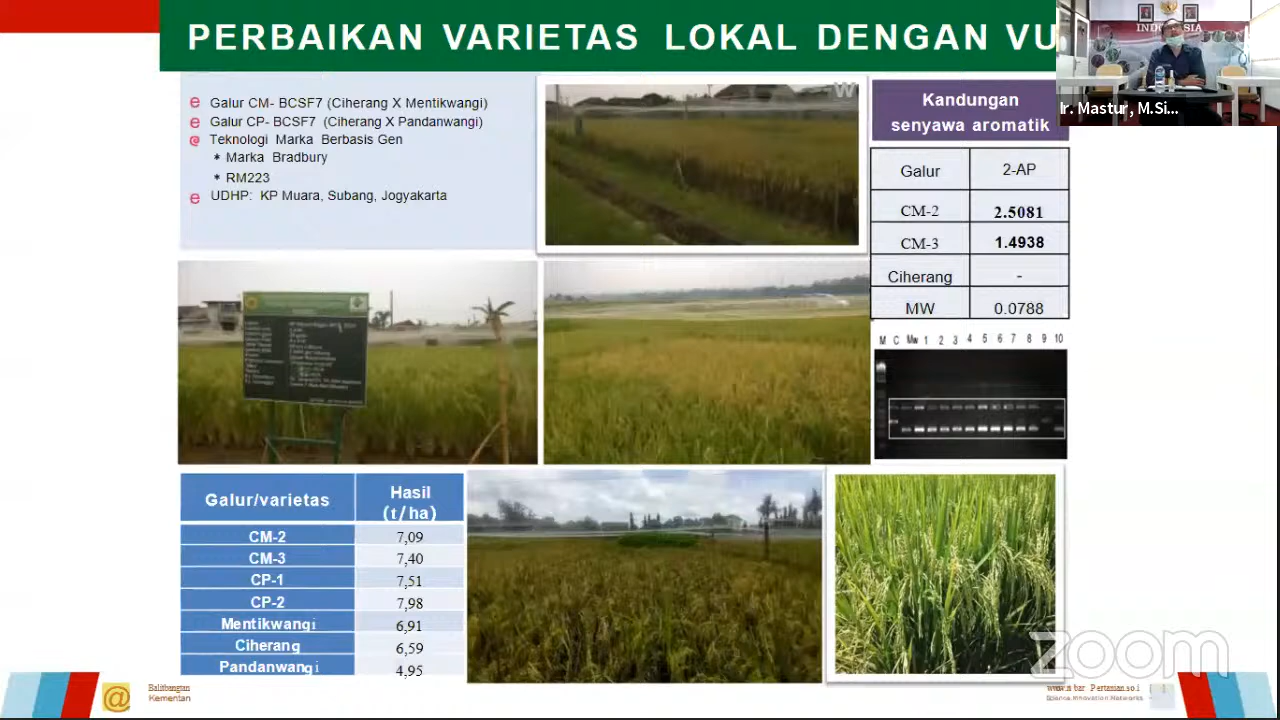 PERBAIKAN VARIETAS LOKAL DENGAN VU
INDONESIA
Ir. Mastur, M.Si...
Galur CM- BCSF7 (Ciherang X Mentikwangi)
Galur CP- BCSF7 (Ciherang XPandanwangi)
Teknologi Marka Berbasis Gen
* Marka Bradbury
* RM223
UDHP: KP Muara, Subang, Jogyakarta
W
Kandungan
senyawa aromatik
Galur 2-AP
CM-2 2.5081
CM-3 1.4938
Ciherang -
MW 0.0788
M C Mw 1 2 3 4 5 6 7 8 9 10
Galur/varietas Hasil (t/ha)
CM-2 7,09
CM-3 7,40
CP-1 7,51
CP-2 7,98
Mentikwangi 6,91
Ciherang 6,59
Pandanwangi 4,95
zoom
@
Balitbangtan
Kementan
Science.Innovation.Networks